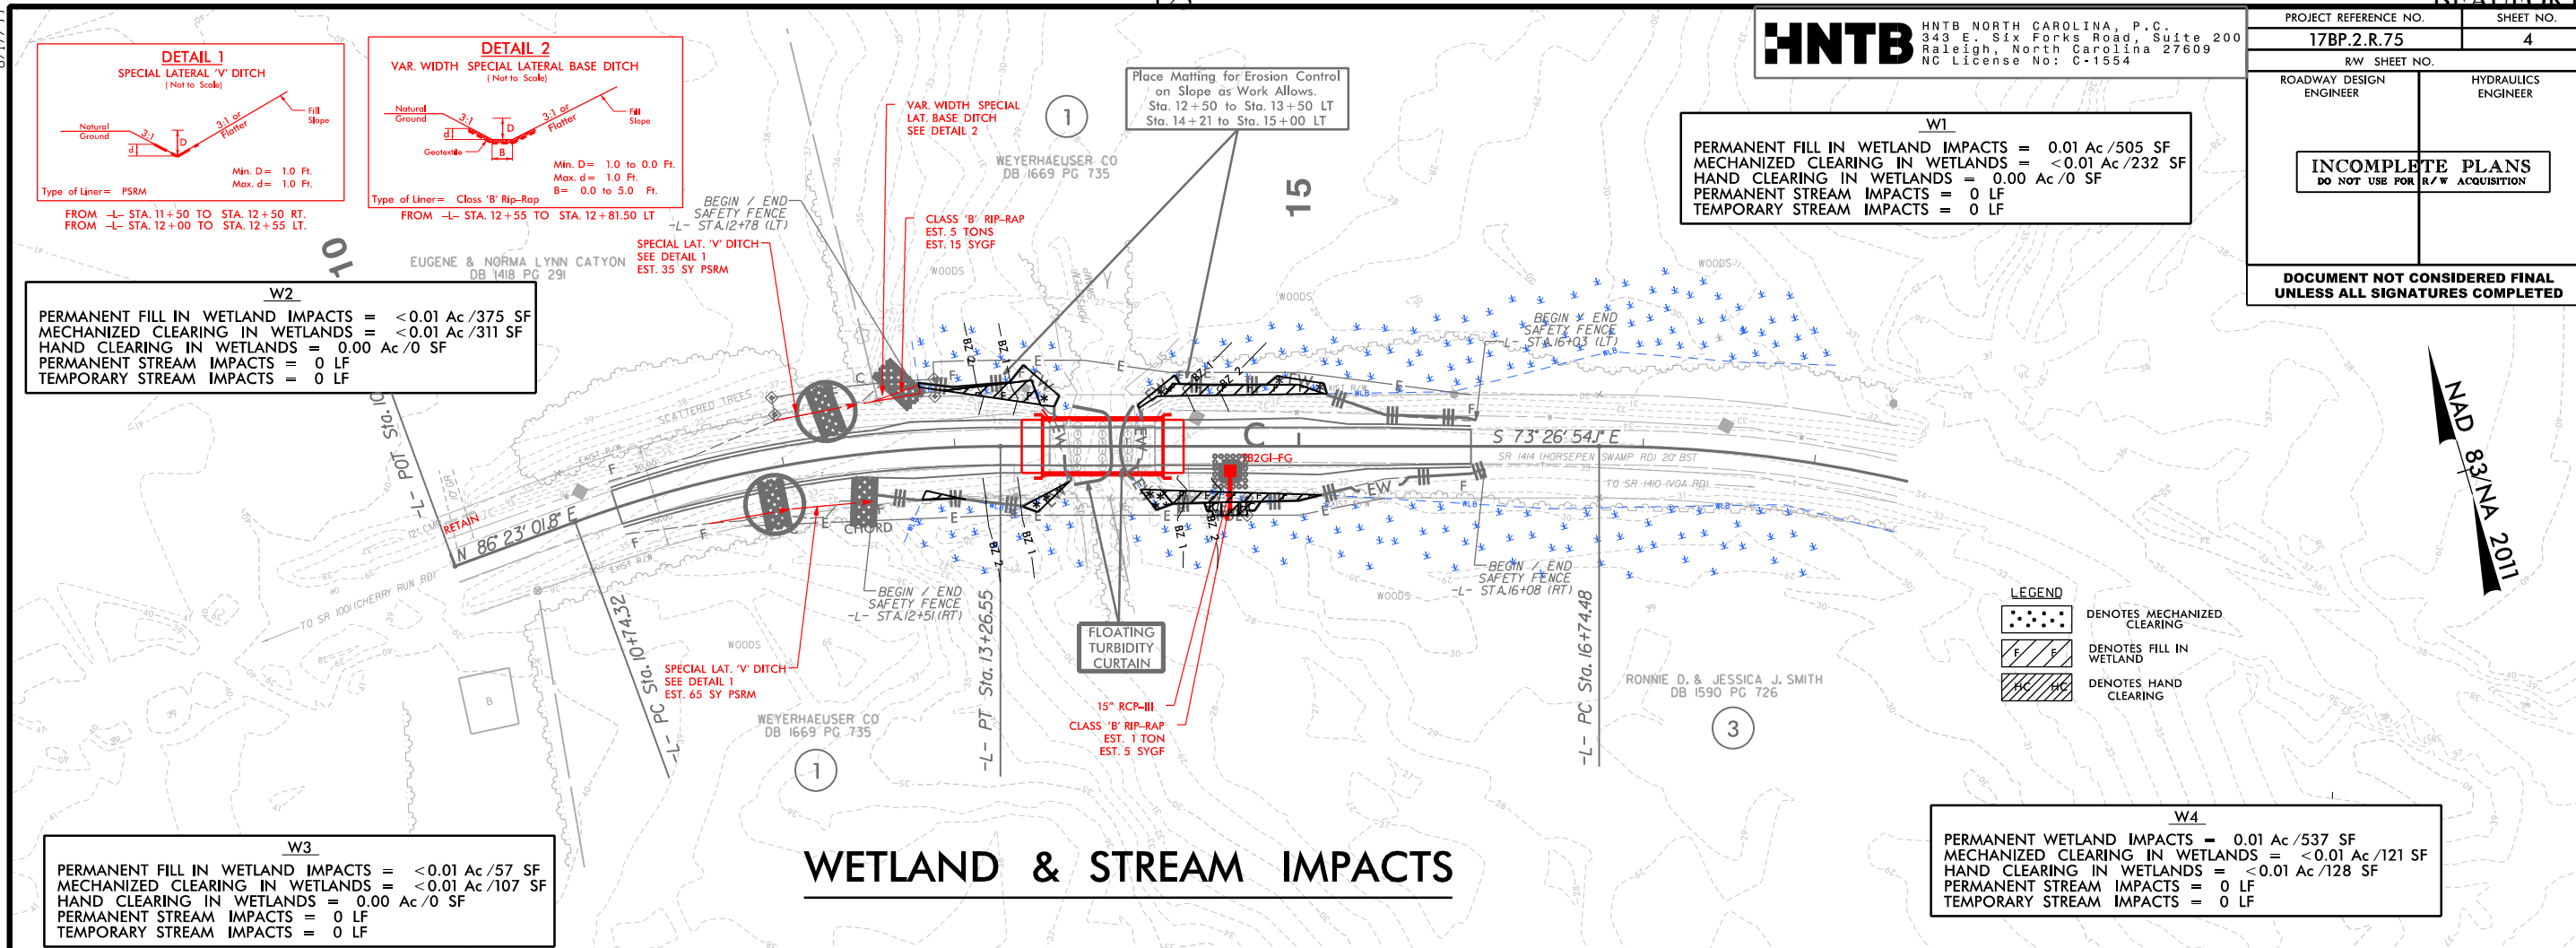 HNTB
HNTB NORTH CAROLINA, P.C.
343 E. Six Forks Road, Suite 200
Raleigh, North Carolina 27609
NC License No: C-1554
PROJECT REFERENCE NO.
SHEET NO.
17BP.2.R.75
4
RW SHEET NO.
ROADWAY DESIGN
ENGINEER
HYDRAULICS
ENGINEER
INCOMPLETE PLANS
DO NOT USE FOR R/W ACQUISITION
DOCUMENT NOT CONSIDERED FINAL
UNLESS ALL SIGNATURES COMPLETED
DETAIL 1
SPECIAL LATERAL 'V' DITCH
(Not to Scale)
Natural
Ground
3:1
d
D
3:1 or
Flatter
Fill
Slope
Min. D= 1.0 Ft.
Max. d= 1.0 Ft.
Type of Liner= PSRM
FROM -L- STA. 11+50 TO STA. 12+50 RT.
FROM -L- STA. 12+00 TO STA. 12+55 LT.
DETAIL 2
VAR. WIDTH SPECIAL LATERAL BASE DITCH
(Not to Scale)
Natural
Ground
3:1
d
D
3:1 or
Flatter
Fill
Slope
Geotextile
B
Min. D= 1.0 to 0.0 Ft.
Max. d= 1.0 Ft.
B= 0.0 to 5.0 Ft.
Type of Liner= Class 'B' Rip-Rap
FROM -L- STA. 12+55 TO STA. 12+81.50 LT
VAR. WIDTH SPECIAL
LAT. BASE DITCH
SEE DETAIL 2
1
WEYERHAEUSER CO
DB 1669 PG 735
Place Matting for Erosion Control
on Slope as Work Allows.
Sta. 12+50 to Sta. 13+50 LT
Sta. 14+21 to Sta. 15+00 LT
W1
PERMANENT FILL IN WETLAND IMPACTS = 0.01 Ac/505 SF
MECHANIZED CLEARING IN WETLANDS = <0.01 Ac/232 SF
HAND CLEARING IN WETLANDS = 0.00 Ac/0 SF
PERMANENT STREAM IMPACTS = 0 LF
TEMPORARY STREAM IMPACTS = 0 LF
BEGIN / END
SAFETY FENCE
-L- STA.12+78 (LT)
CLASS 'B' RIP-RAP
EST. 5 TONS
EST. 15 SYGF
SPECIAL LAT. 'V' DITCH
SEE DETAIL 1
EST. 35 SY PSRM
10
15
EUGENE & NORMA LYNN CATYON
DB 1418 PG 291
WOODS
WOODS
WOODS
W2
PERMANENT FILL IN WETLAND IMPACTS = <0.01 Ac/375 SF
MECHANIZED CLEARING IN WETLANDS = <0.01 Ac/311 SF
HAND CLEARING IN WETLANDS = 0.00 Ac/0 SF
PERMANENT STREAM IMPACTS = 0 LF
TEMPORARY STREAM IMPACTS = 0 LF
BEGIN / END
SAFETY FENCE
-L- STA.16+03 (LT)
SCATTERED TREES
S 73° 26' 54.1" E
SR 1414 (HORSEPEN SWAMP RD) 20' BST
TO SR 1410 (VOA RD)
RETAIN
N 86° 23' 01.8" E
TO SR 1001 (CHERRY RUN RD)
CHORD
NAD 83/NA 2011
BEGIN / END
SAFETY FENCE
-L- STA.12+51 (RT)
BEGIN / END
SAFETY FENCE
-L- STA.16+08 (RT)
-L- PC Sta. 10+74.32
-L- PT Sta. 13+26.55
-L- PC Sta. 16+74.48
WOODS
WOODS
FLOATING
TURBIDITY
CURTAIN
SPECIAL LAT. 'V' DITCH
SEE DETAIL 1
EST. 65 SY PSRM
B
WEYERHAEUSER CO
DB 1669 PG 735
1
15" RCP-III
CLASS 'B' RIP-RAP
EST. 1 TON
EST. 5 SYGF
RONNIE D. & JESSICA J. SMITH
DB 1590 PG 726
3
LEGEND
DENOTES MECHANIZED
CLEARING
F F
DENOTES FILL IN
WETLAND
HC HC
DENOTES HAND
CLEARING
W3
PERMANENT FILL IN WETLAND IMPACTS = <0.01 Ac/57 SF
MECHANIZED CLEARING IN WETLANDS = <0.01 Ac/107 SF
HAND CLEARING IN WETLANDS = 0.00 Ac/0 SF
PERMANENT STREAM IMPACTS = 0 LF
TEMPORARY STREAM IMPACTS = 0 LF
WETLAND & STREAM IMPACTS
W4
PERMANENT WETLAND IMPACTS = 0.01 Ac/537 SF
MECHANIZED CLEARING IN WETLANDS = <0.01 Ac/121 SF
HAND CLEARING IN WETLANDS = <0.01 Ac/128 SF
PERMANENT STREAM IMPACTS = 0 LF
TEMPORARY STREAM IMPACTS = 0 LF